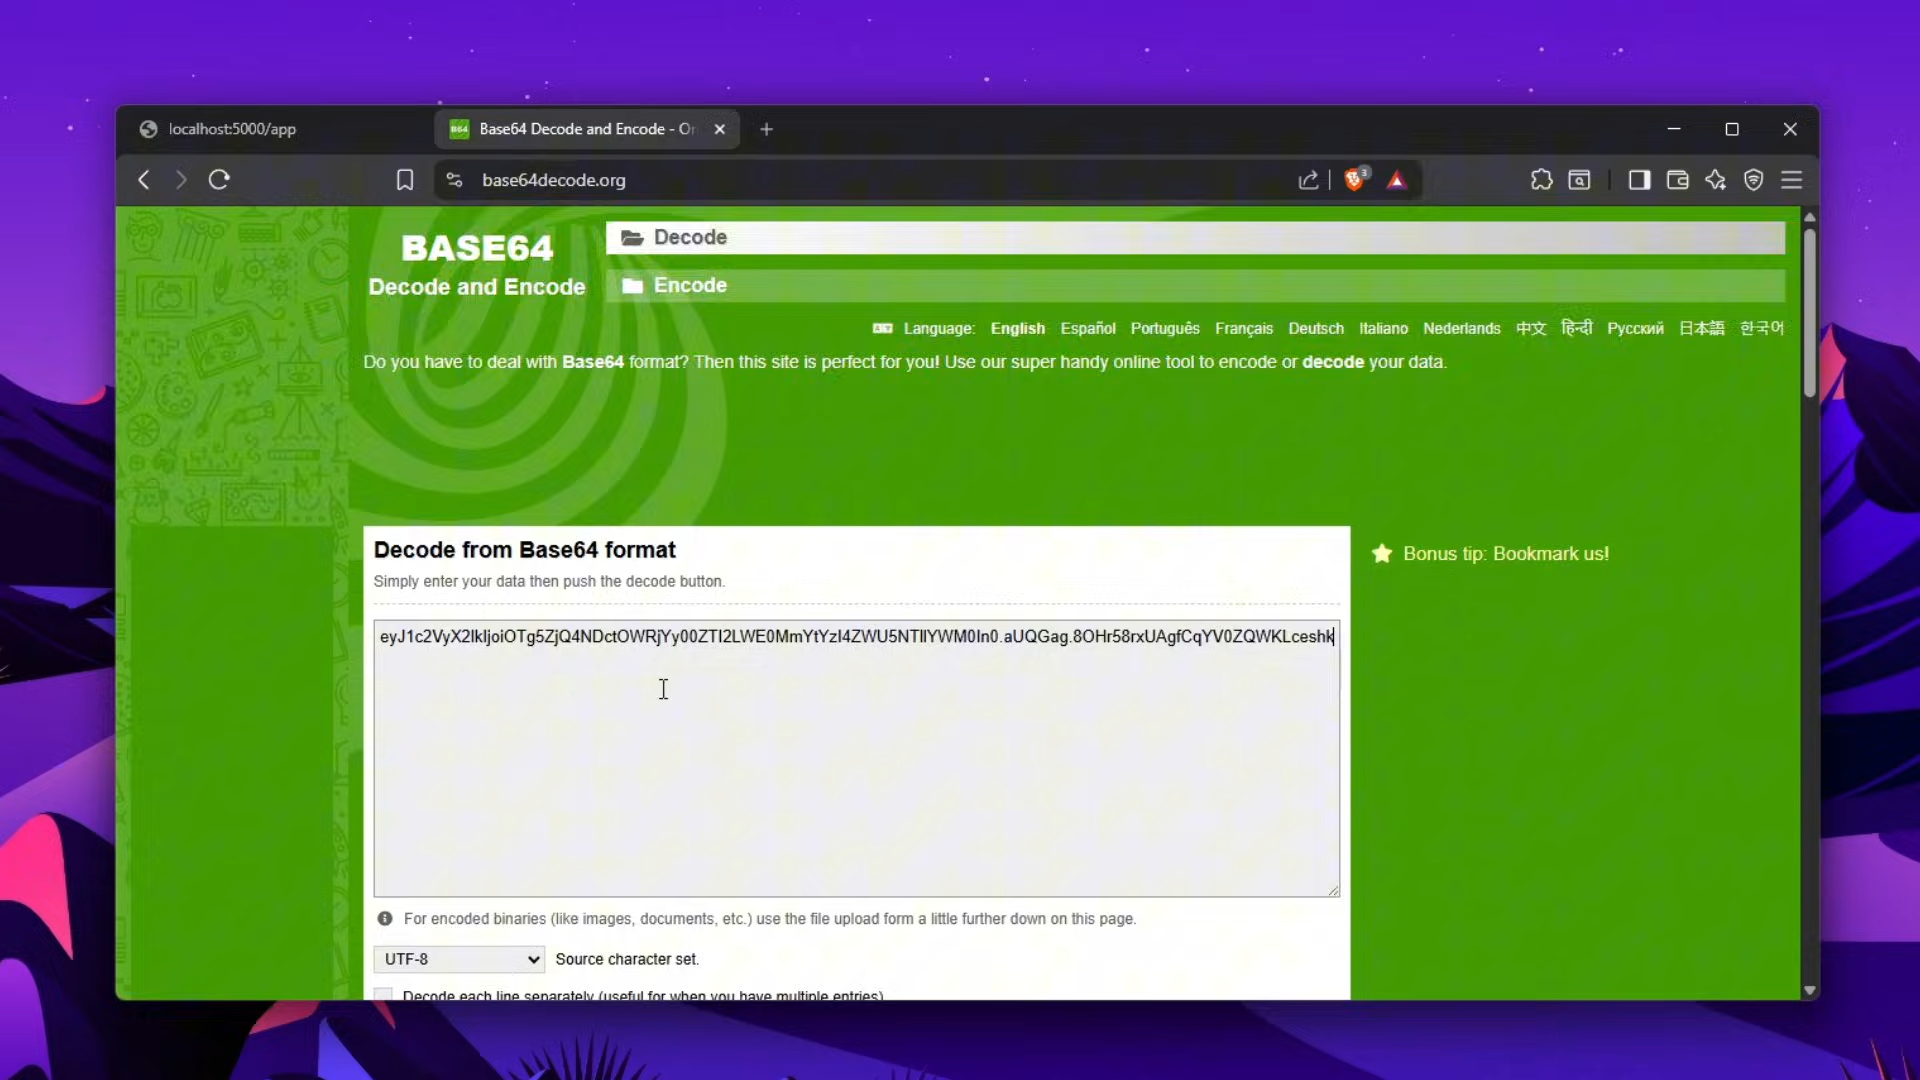 localhost:5000/app
B64 Base64 Decode and Encode - Or
base64decode.org
3
BASE64
Decode and Encode
Decode
Encode
Language: English Español Português Français Deutsch Italiano Nederlands 中文 हिन्दी Русский 日本語 한국어
Do you have to deal with Base64 format? Then this site is perfect for you! Use our super handy online tool to encode or decode your data.
Decode from Base64 format
Simply enter your data then push the decode button.
Bonus tip: Bookmark us!
eyJ1c2VyX2lkIjoiOTg5ZjQ4NDctOWRjYy00ZTI2LWE0MmYtYzI4ZWU5NTllYWM0In0.aUQGag.8OHr58rxUAgfCqYV0ZQWKLceshk
For encoded binaries (like images, documents, etc.) use the file upload form a little further down on this page.
UTF-8 Source character set.
Decode each line separately (useful for when you have multiple entries)